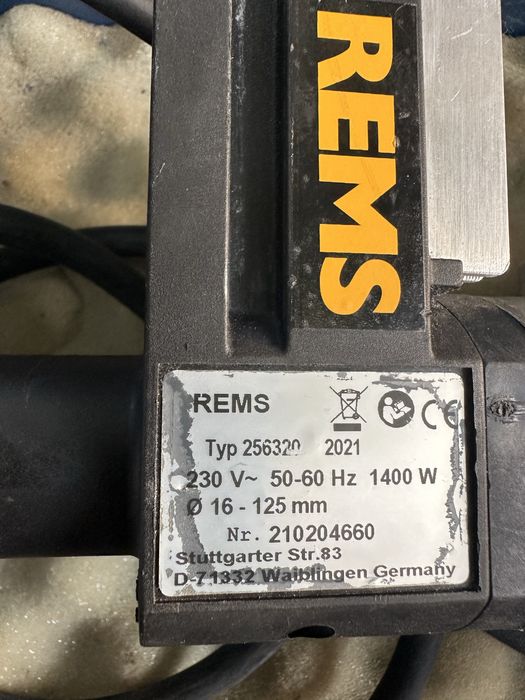 REMS
REMS
Typ 256320 2021
230 V~ 50-60 Hz 1400 W
Ø 16 - 125 mm
Nr. 210204660
Stuttgarter Str.83
D-71332 Waiblingen Germany